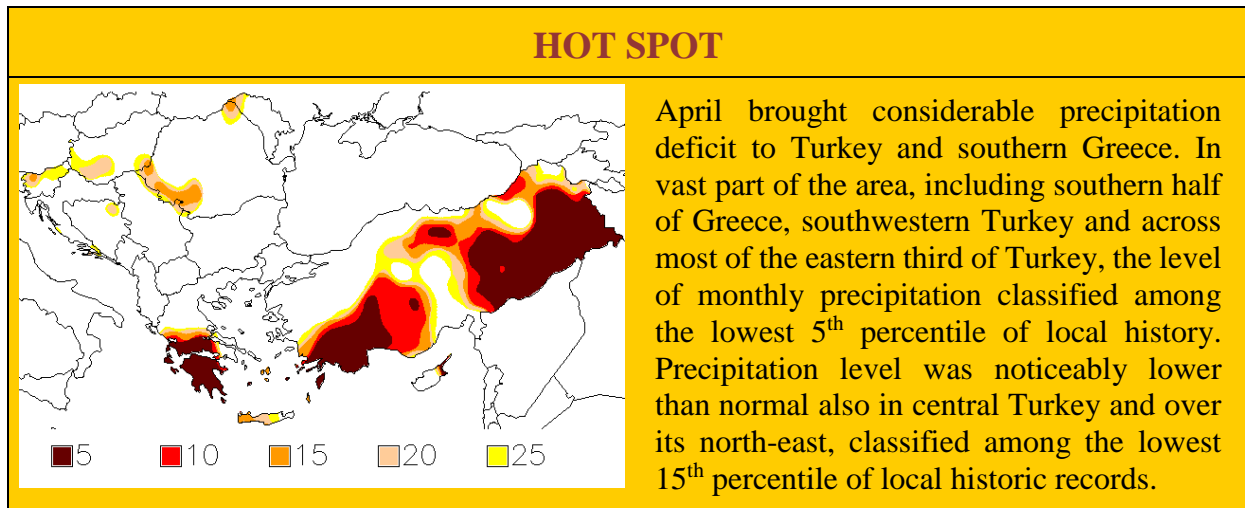 HOT SPOT
April brought considerable precipitation
deficit to Turkey and southern Greece. In
vast part of the area, including southern half
of Greece, southwestern Turkey and across
most of the eastern third of Turkey, the level
of monthly precipitation classified among
the lowest 5th percentile of local history.
Precipitation level was noticeably lower
than normal also in central Turkey and over
its north-east, classified among the lowest
15th percentile of local historic records.
5 10 15 20 25